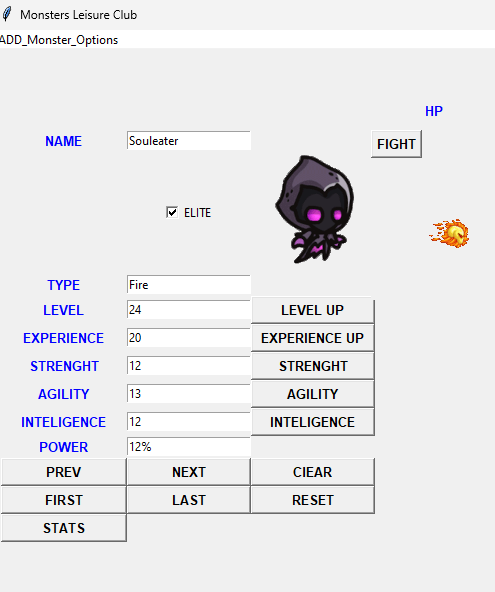 Monsters Leisure Club
ADD_Monster_Options
HP
NAME Souleater FIGHT
ELITE
TYPE Fire
LEVEL 24 LEVEL UP
EXPERIENCE 20 EXPERIENCE UP
STRENGHT 12 STRENGHT
AGILITY 13 AGILITY
INTELIGENCE 12 INTELIGENCE
POWER 12%
PREV NEXT ClEAR
FIRST LAST RESET
STATS